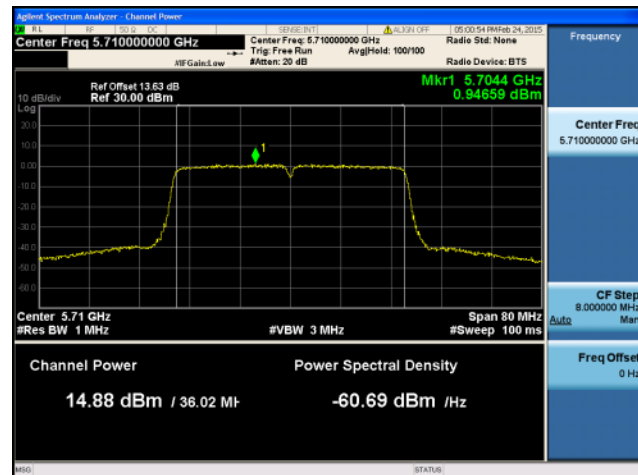 Agilent Spectrum Analyzer - Channel Power
RL RF 50 Ω DC SENSE:INT ALIGN OFF 05:00:54 PM Feb 24, 2015
Center Freq 5.710000000 GHz
Center Freq: 5.710000000 GHz
Radio Std: None
Trig: Free Run Avg|Hold: 100/100
#IFGain:Low #Atten: 20 dB Radio Device: BTS
Frequency
Mkr1 5.7044 GHz
0.94659 dBm
Ref Offset 13.63 dB
10 dB/div Ref 30.00 dBm
Log
20.0
10.0
0.00
-10.0
-20.0
-30.0
-40.0
-50.0
-60.0
1
Center 5.71 GHz Span 80 MHz
#Res BW 1 MHz #VBW 3 MHz #Sweep 100 ms
Channel Power Power Spectral Density
14.88 dBm / 36.02 MH -60.69 dBm /Hz
Center Freq
5.710000000 GHz
CF Step
8.000000 MHz
Auto Man
Freq Offset
0 Hz
MSG STATUS